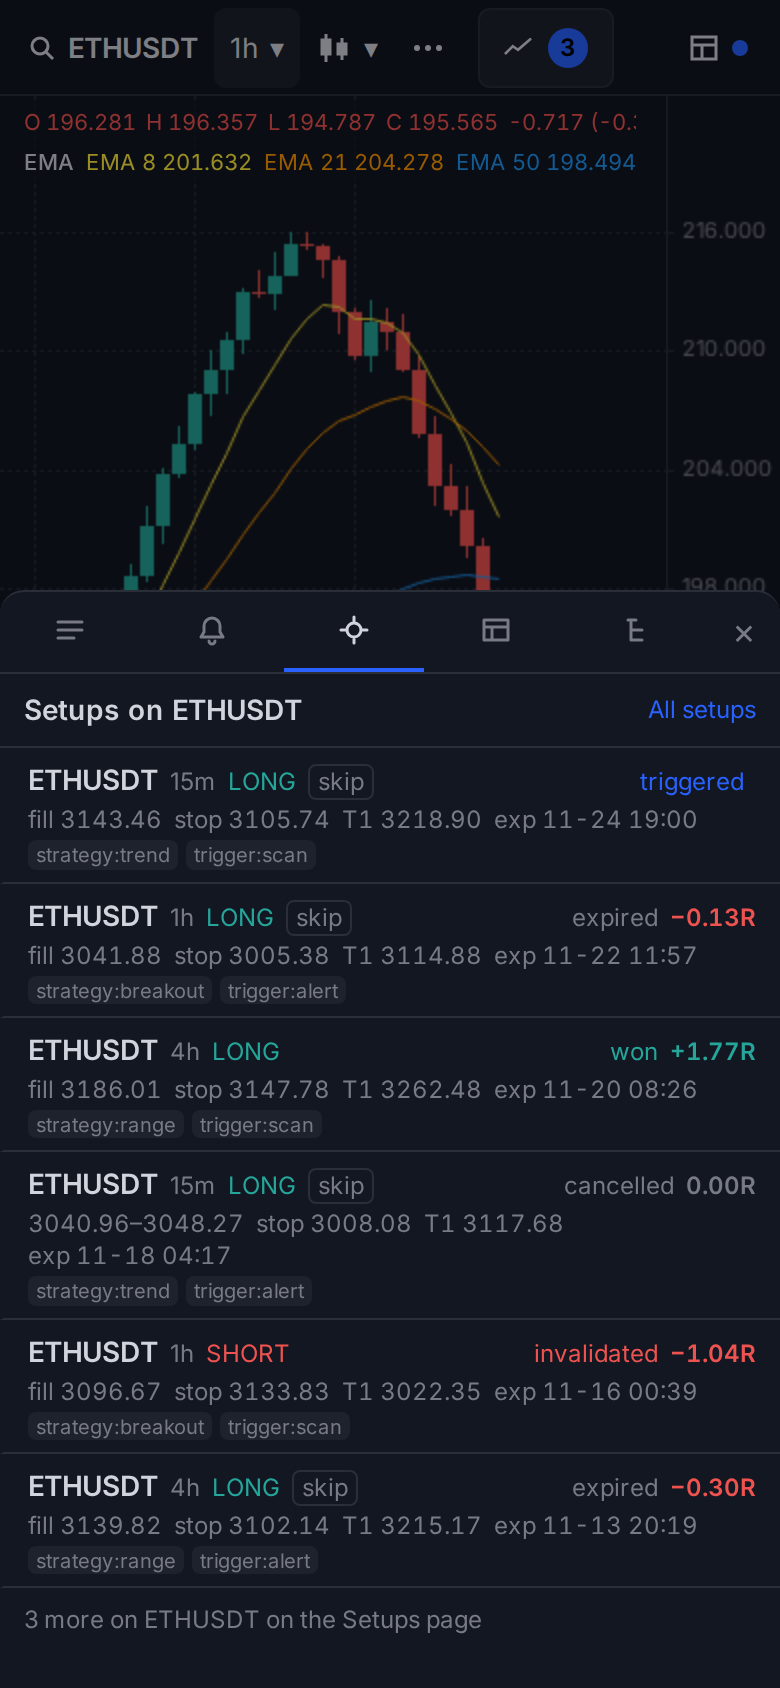 ETHUSDT 1h ▾ ▾ 3
O 196.281 H 196.357 L 194.787 C 195.565 -0.717 (-0.
EMA EMA 8 201.632 EMA 21 204.278 EMA 50 198.494
216.000
210.000
204.000
198.000
Setups on ETHUSDT All setups
ETHUSDT 15m LONG skip triggered
fill 3143.46 stop 3105.74 T1 3218.90 exp 11-24 19:00
strategy:trend trigger:scan
ETHUSDT 1h LONG skip expired −0.13R
fill 3041.88 stop 3005.38 T1 3114.88 exp 11-22 11:57
strategy:breakout trigger:alert
ETHUSDT 4h LONG won +1.77R
fill 3186.01 stop 3147.78 T1 3262.48 exp 11-20 08:26
strategy:range trigger:scan
ETHUSDT 15m LONG skip cancelled 0.00R
3040.96–3048.27 stop 3008.08 T1 3117.68
exp 11-18 04:17
strategy:trend trigger:alert
ETHUSDT 1h SHORT invalidated −1.04R
fill 3096.67 stop 3133.83 T1 3022.35 exp 11-16 00:39
strategy:breakout trigger:scan
ETHUSDT 4h LONG skip expired −0.30R
fill 3139.82 stop 3102.14 T1 3215.17 exp 11-13 20:19
strategy:range trigger:alert
3 more on ETHUSDT on the Setups page